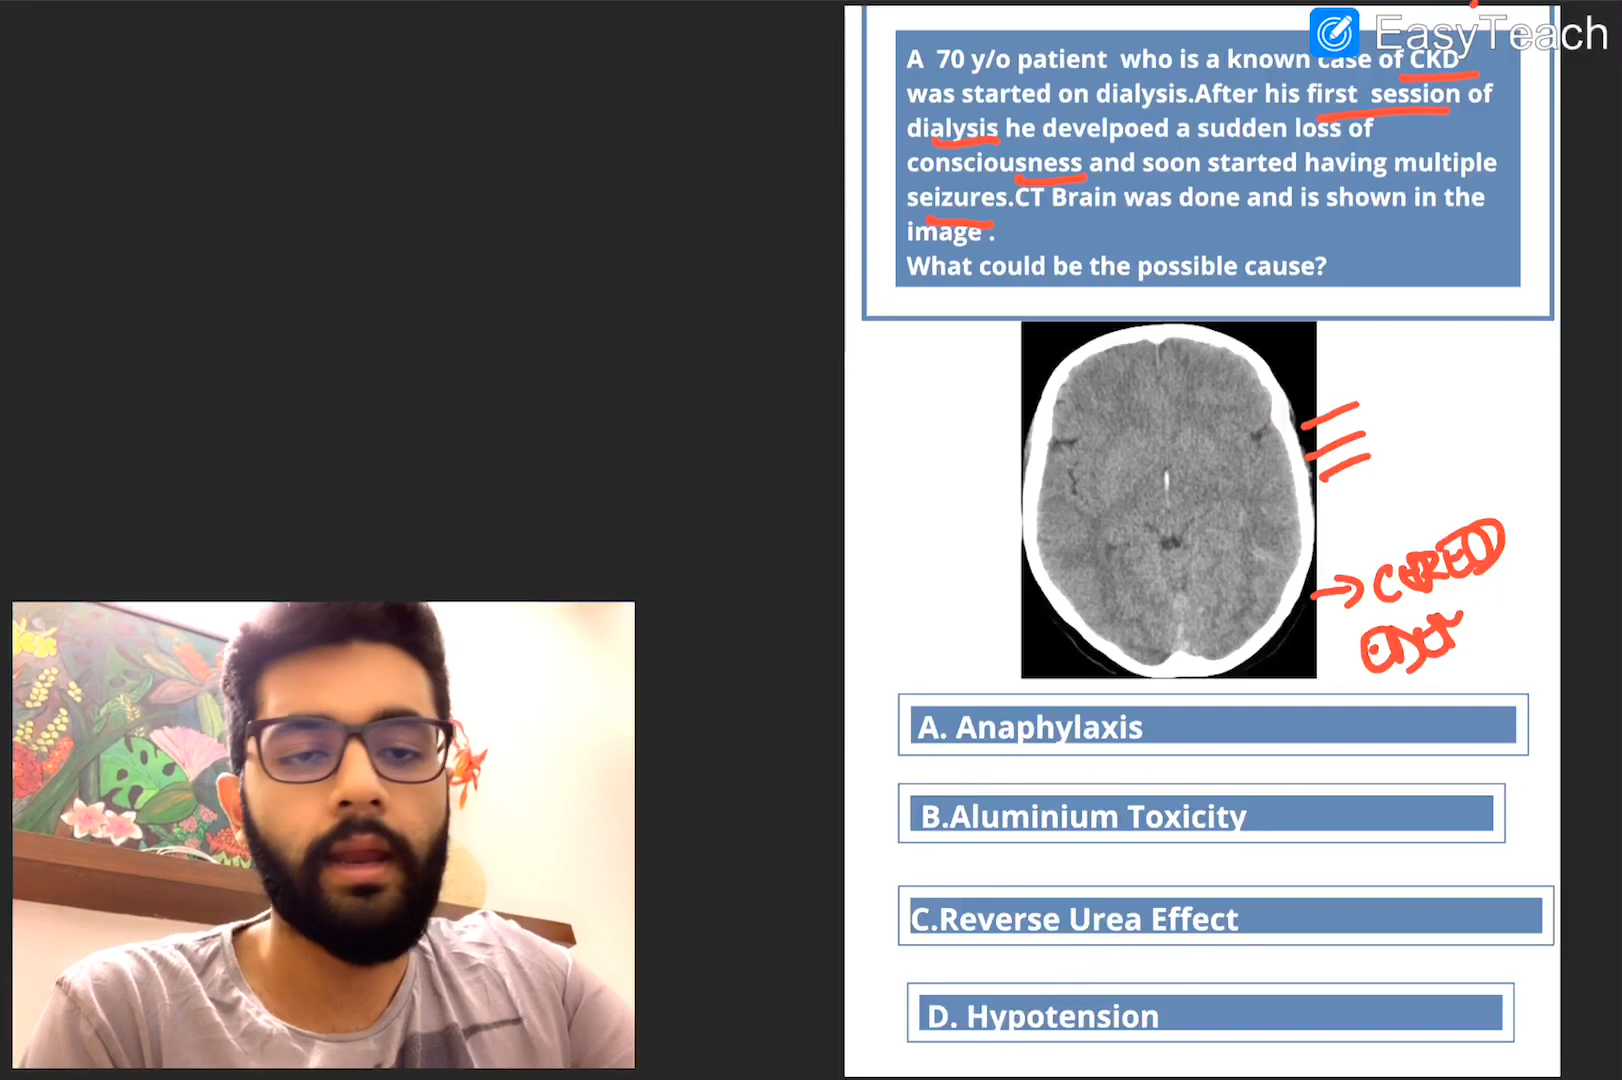 EasyTeach
A 70 y/o patient who is a known case of CKD
was started on dialysis.After his first session of
dialysis he develpoed a sudden loss of
consciousness and soon started having multiple
seizures.CT Brain was done and is shown in the
image .
What could be the possible cause?
A. Anaphylaxis
B.Aluminium Toxicity
C.Reverse Urea Effect
D. Hypotension